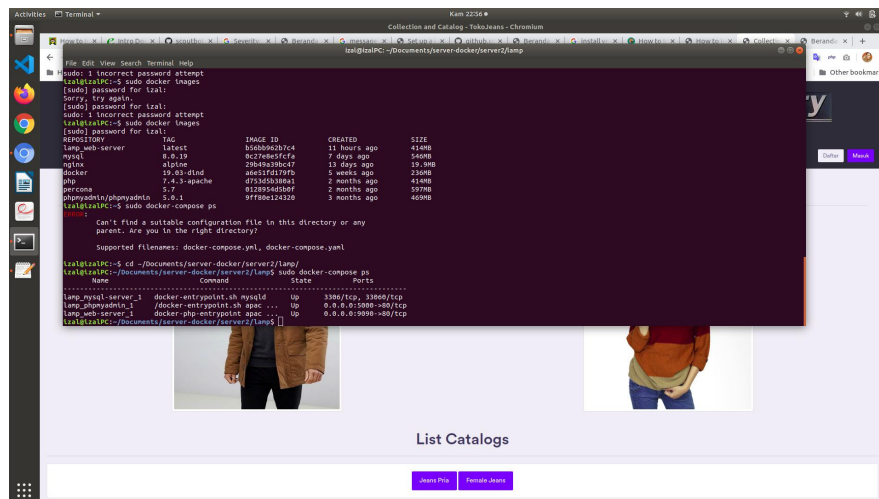 Activities Terminal Kam 22:56
Collection and Catalog - TokoJeans - Chromium
izal@izalPC: ~/Documents/server-docker/server2/lamp
File Edit View Search Terminal Help
Other bookmar
sudo: 1 incorrect password attempt
izal@izalPC:~$ sudo docker images
[sudo] password for izal:
Sorry, try again.
[sudo] password for izal:
sudo: 1 incorrect password attempt
izal@izalPC:~$ sudo docker images
[sudo] password for izal:
REPOSITORY TAG IMAGE ID CREATED SIZE
lamp_web-server latest b56bb962b7c4 11 hours ago 414MB
mysql 8.0.19 0c27e8e5fcfa 7 days ago 546MB
nginx alpine 29b49a39bc47 13 days ago 19.9MB
docker 19.03-dind a6e51fd179fb 5 weeks ago 236MB
php 7.4.3-apache d753d5b380a1 2 months ago 414MB
percona 5.7 0128954d5b0f 2 months ago 597MB
phpmyadmin/phpmyadmin 5.0.1 9ff80e124320 3 months ago 469MB
izal@izalPC:~$ sudo docker-compose ps
ERROR:
Can't find a suitable configuration file in this directory or any
parent. Are you in the right directory?
Supported filenames: docker-compose.yml, docker-compose.yaml
izal@izalPC:~$ cd ~/Documents/server-docker/server2/lamp/
izal@izalPC:~/Documents/server-docker/server2/lamp$ sudo docker-compose ps
Name Command State Ports
--------------------------------------------------------------------------------
lamp_mysql-server_1 docker-entrypoint.sh mysqld Up 3306/tcp, 33060/tcp
lamp_phpmyadmin_1 /docker-entrypoint.sh apac ... Up 0.0.0.0:5000->80/tcp
lamp_web-server_1 docker-php-entrypoint apac ... Up 0.0.0.0:9090->80/tcp
izal@izalPC:~/Documents/server-docker/server2/lamp$
Daftar Masuk
List Catalogs
Jeans Pria Female Jeans